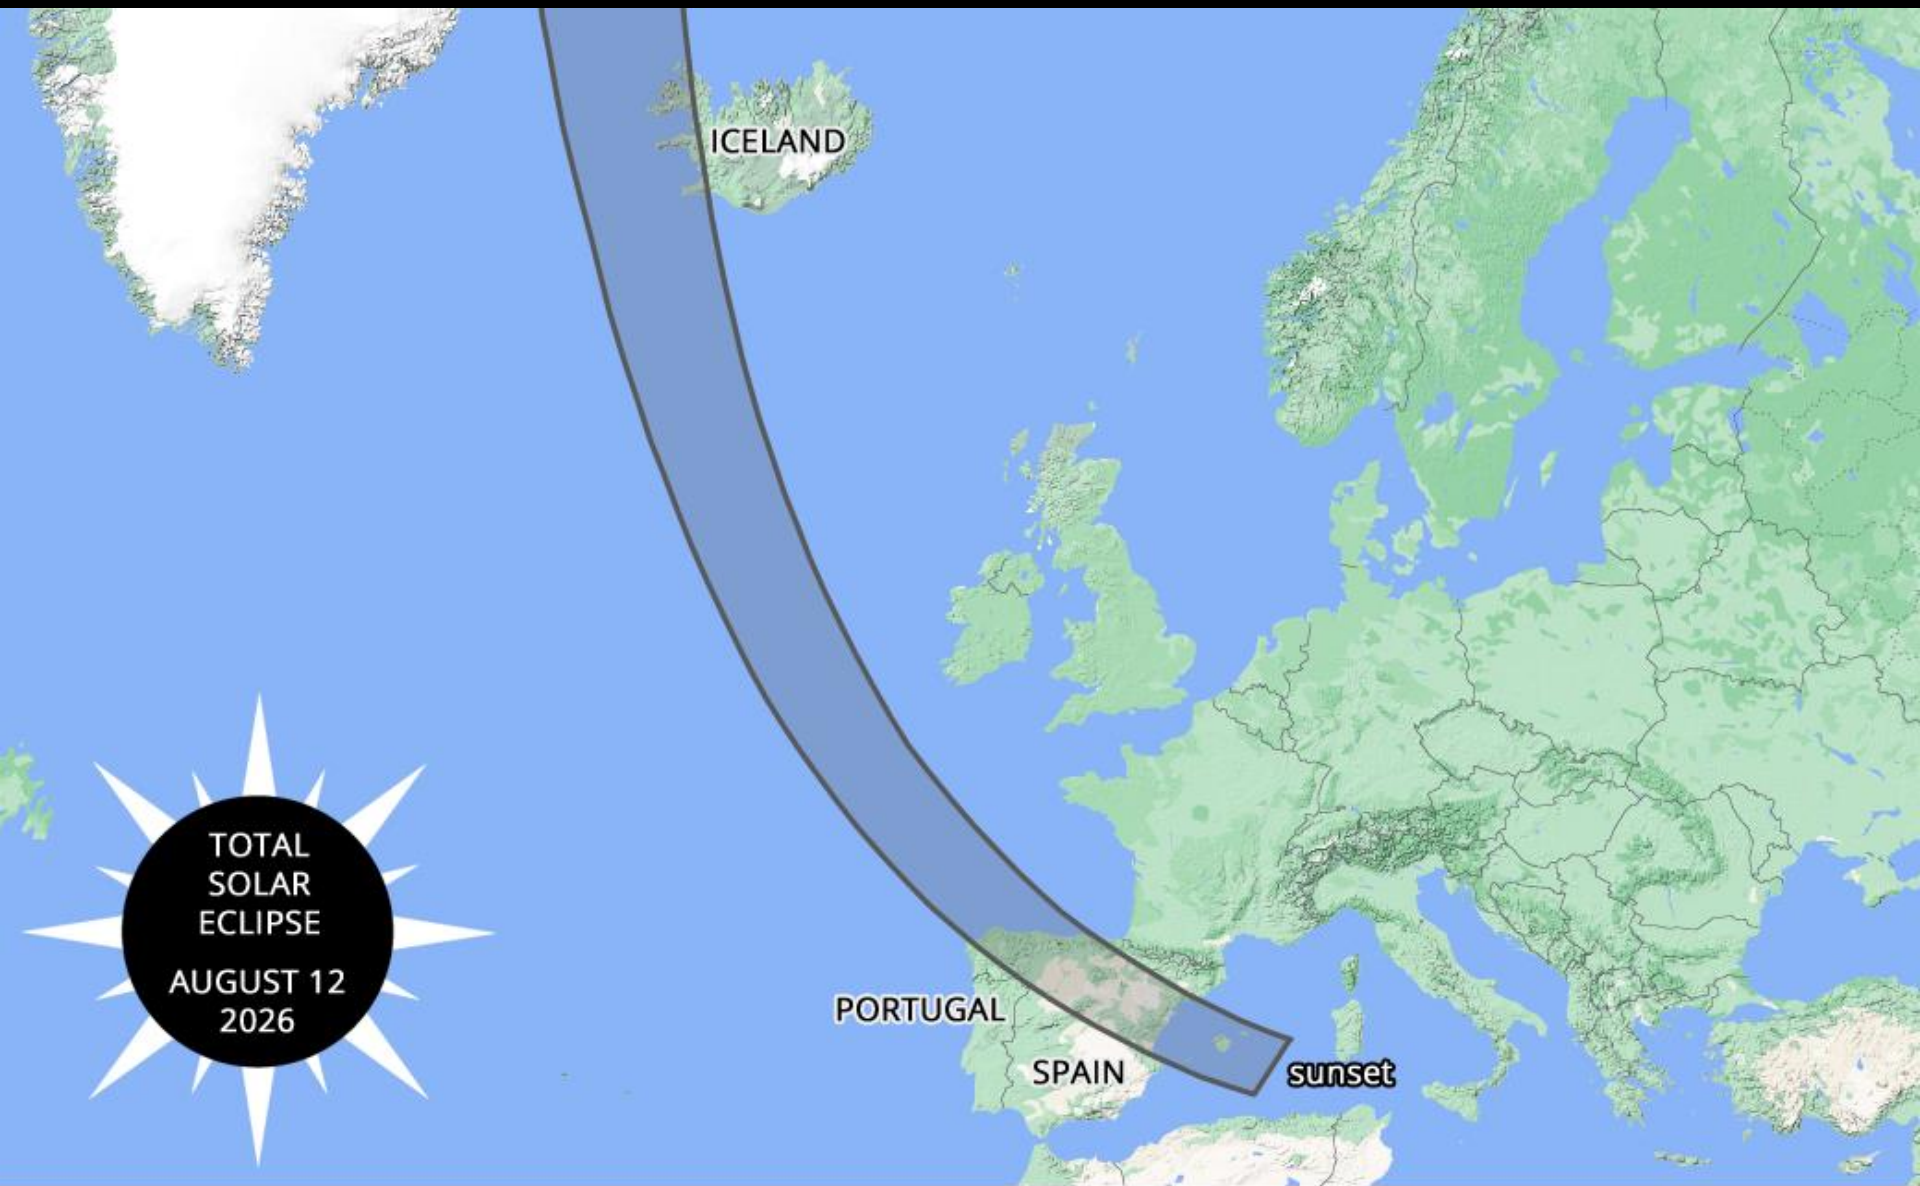 ICELAND
TOTAL
SOLAR
ECLIPSE
AUGUST 12
2026
PORTUGAL
SPAIN
sunset